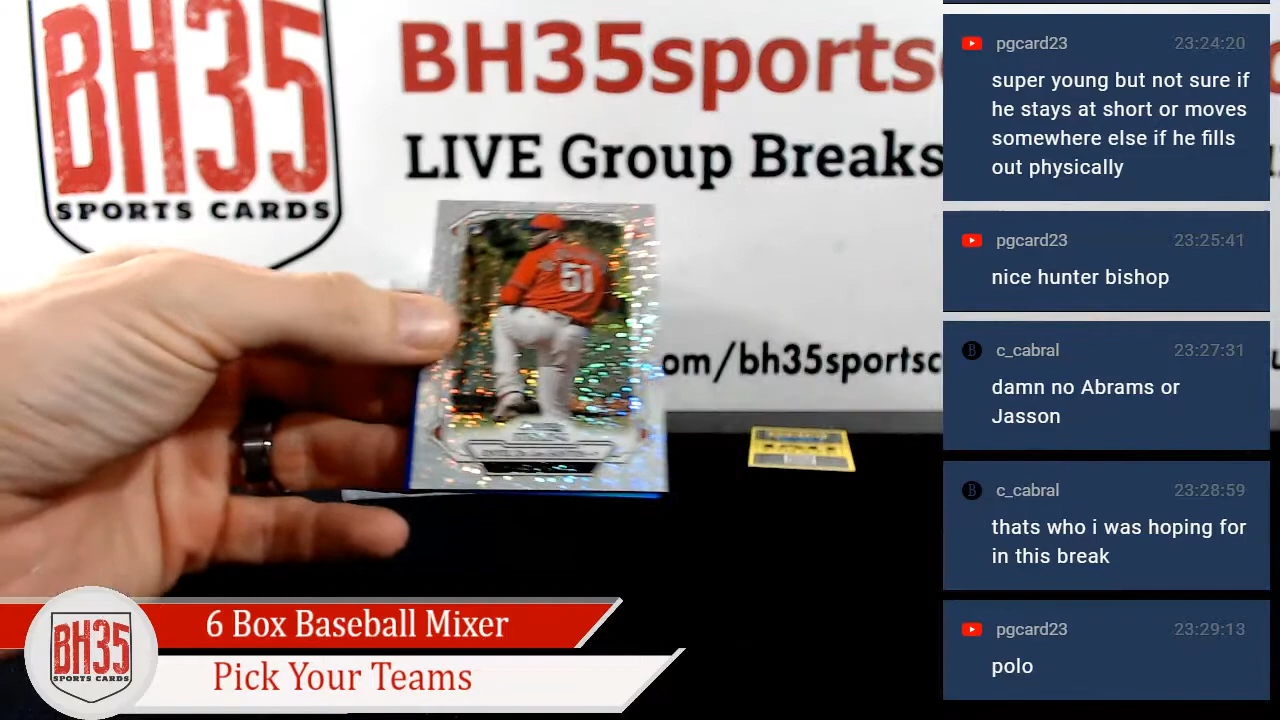 BH35
SPORTS CARDS
BH35sports
LIVE Group Breaks
om/bh35sportsc
51
pgcard23 23:24:20
super young but not sure if
he stays at short or moves
somewhere else if he fills
out physically
pgcard23 23:25:41
nice hunter bishop
c_cabral 23:27:31
damn no Abrams or
Jasson
c_cabral 23:28:59
thats who i was hoping for
in this break
pgcard23 23:29:13
polo
BH35
SPORTS CARDS
6 Box Baseball Mixer
Pick Your Teams